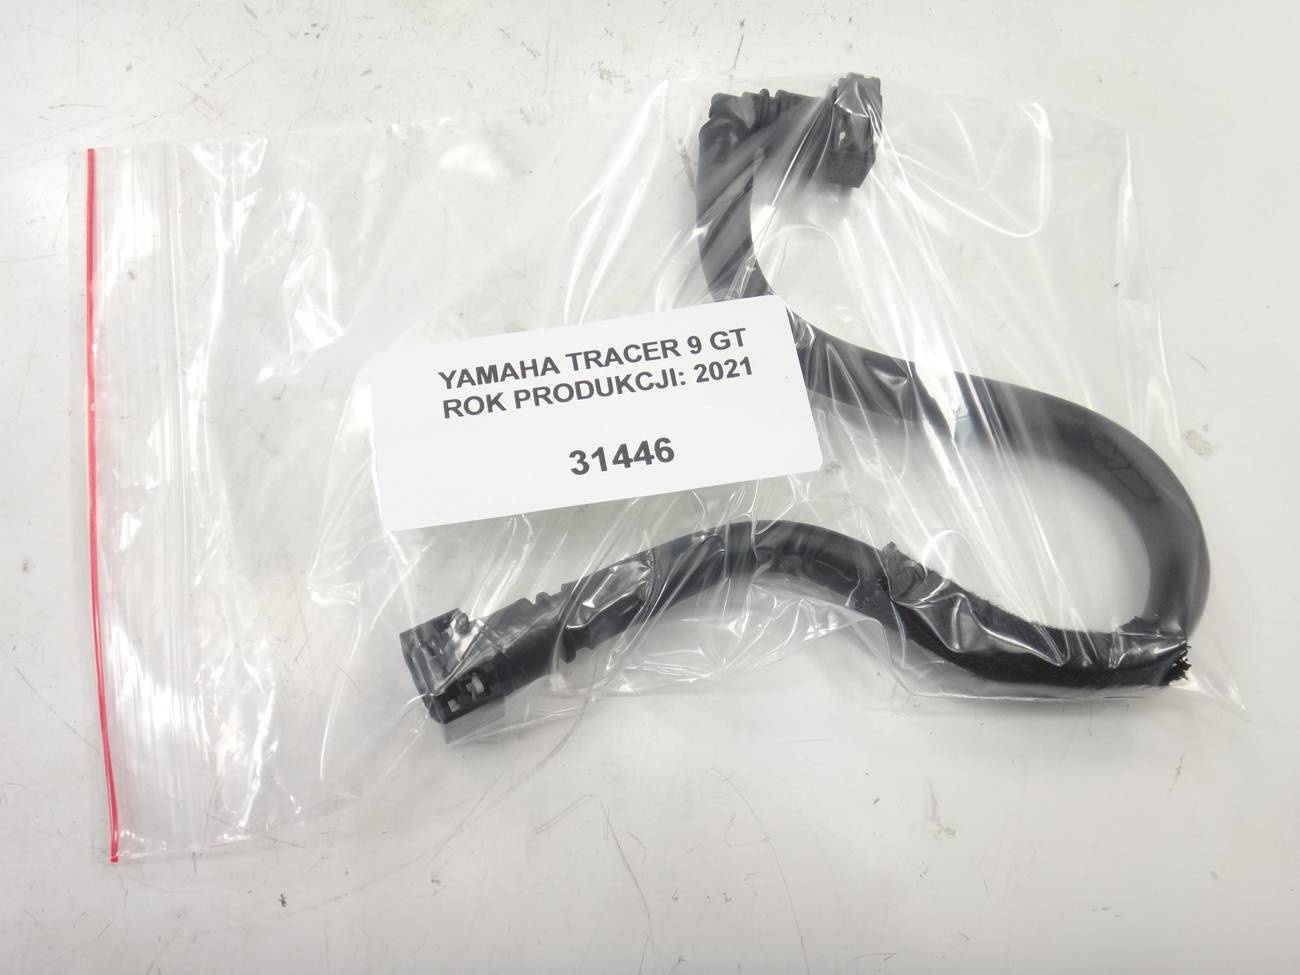 YAMAHA TRACER 9 GT
ROK PRODUKCJI: 2021
31446